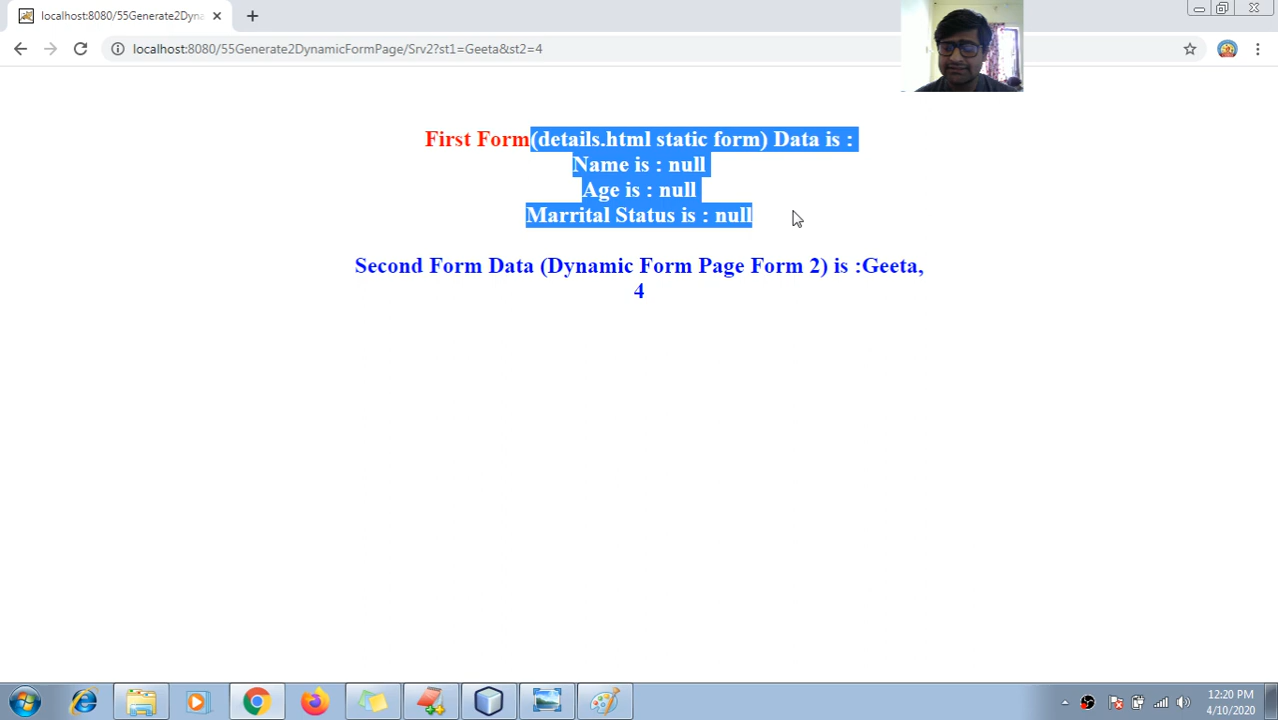 localhost:8080/55Generate2Dyna
localhost:8080/55Generate2DynamicFormPage/Srv2?st1=Geeta&st2=4
First Form(details.html static form) Data is :
Name is : null
Age is : null
Marrital Status is : null
Second Form Data (Dynamic Form Page Form 2) is :Geeta,
4
12:20 PM
4/10/2020